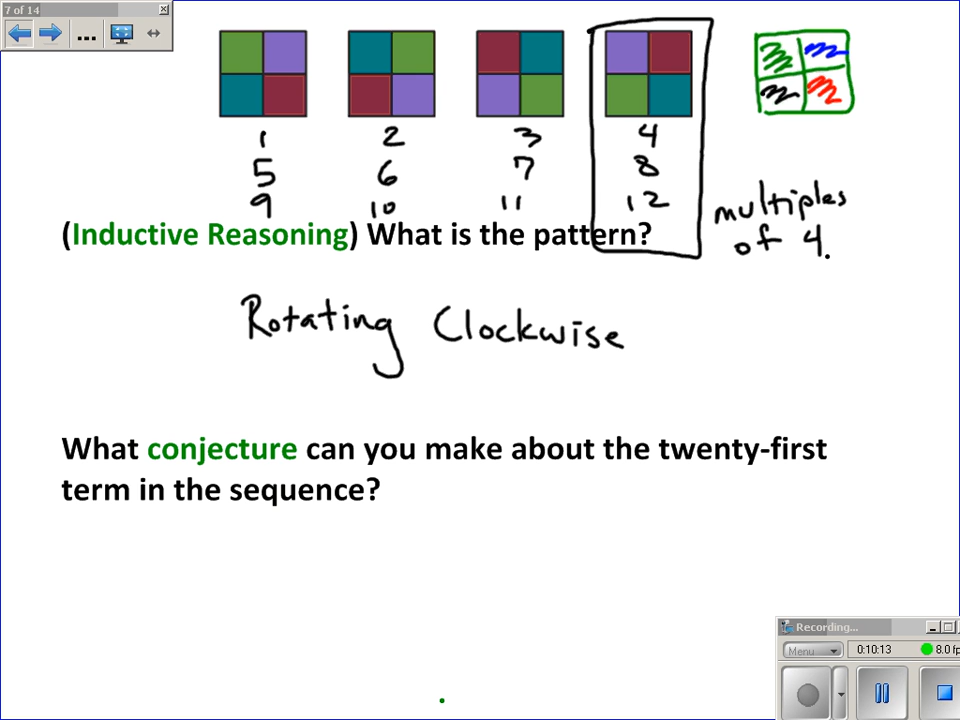 7 of 14
...
1 2 3 4
5 6 7 8
9 10 11 12
multiples
of 4.
(Inductive Reasoning) What is the pattern?
Rotating Clockwise
What conjecture can you make about the twenty-first
term in the sequence?
Recording...
Menu 0:10:13 8.0 fp